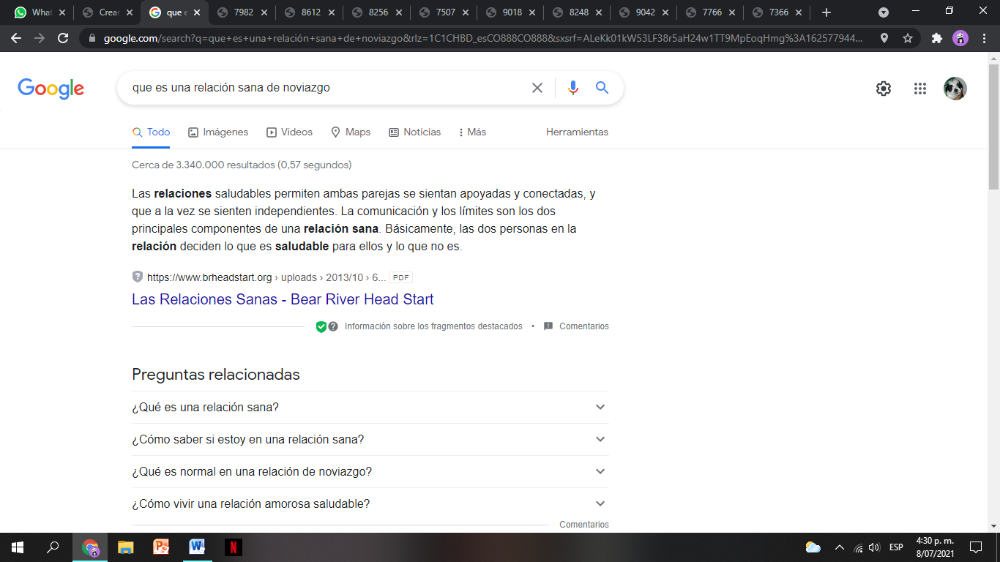 What
Crear
que e
7982
8612
8256
7507
9018
8248
9042
7766
7366
google.com/search?q=que+es+una+relación+sana+de+noviazgo&rlz=1C1CHBD_esCO888CO888&sxsrf=ALeKk01kW53LF38r5aH24w1TT9MpEoqHmg%3A162577944...
Google
que es una relación sana de noviazgo
Todo
Imágenes
Vídeos
Maps
Noticias
Más
Herramientas
Cerca de 3.340.000 resultados (0,57 segundos)
Las relaciones saludables permiten ambas parejas se sientan apoyadas y conectadas, y
que a la vez se sienten independientes. La comunicación y los límites son los dos
principales componentes de una relación sana. Básicamente, las dos personas en la
relación deciden lo que es saludable para ellos y lo que no es.
https://www.brheadstart.org › uploads › 2013/10 › 6... PDF
Las Relaciones Sanas - Bear River Head Start
Información sobre los fragmentos destacados • Comentarios
Preguntas relacionadas
¿Qué es una relación sana?
¿Cómo saber si estoy en una relación sana?
¿Qué es normal en una relación de noviazgo?
¿Cómo vivir una relación amorosa saludable?
Comentarios
ESP
4:30 p. m.
8/07/2021